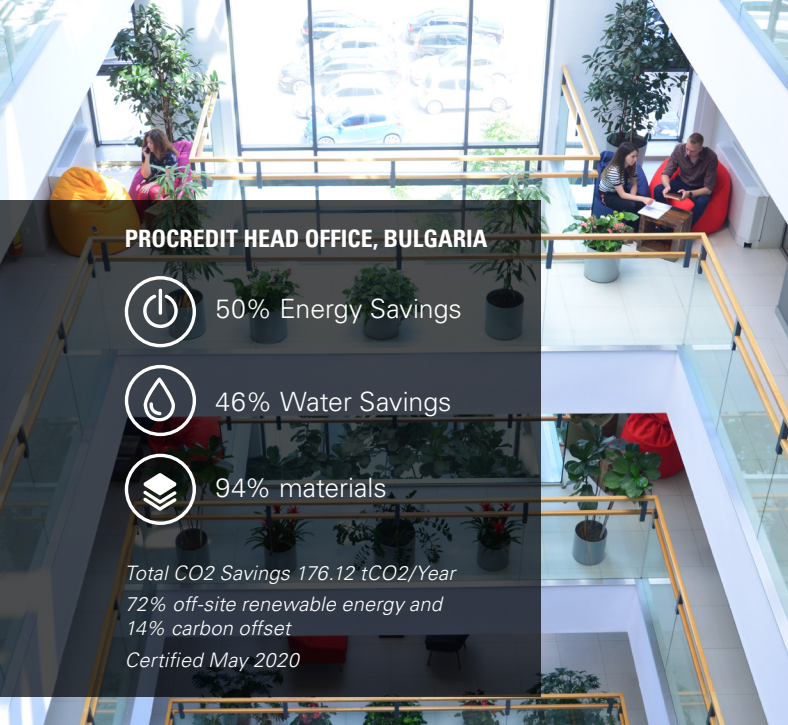 PROCREDIT HEAD OFFICE, BULGARIA
50% Energy Savings
46% Water Savings
94% materials
Total CO2 Savings 176.12 tCO2/Year
72% off-site renewable energy and
14% carbon offset
Certified May 2020